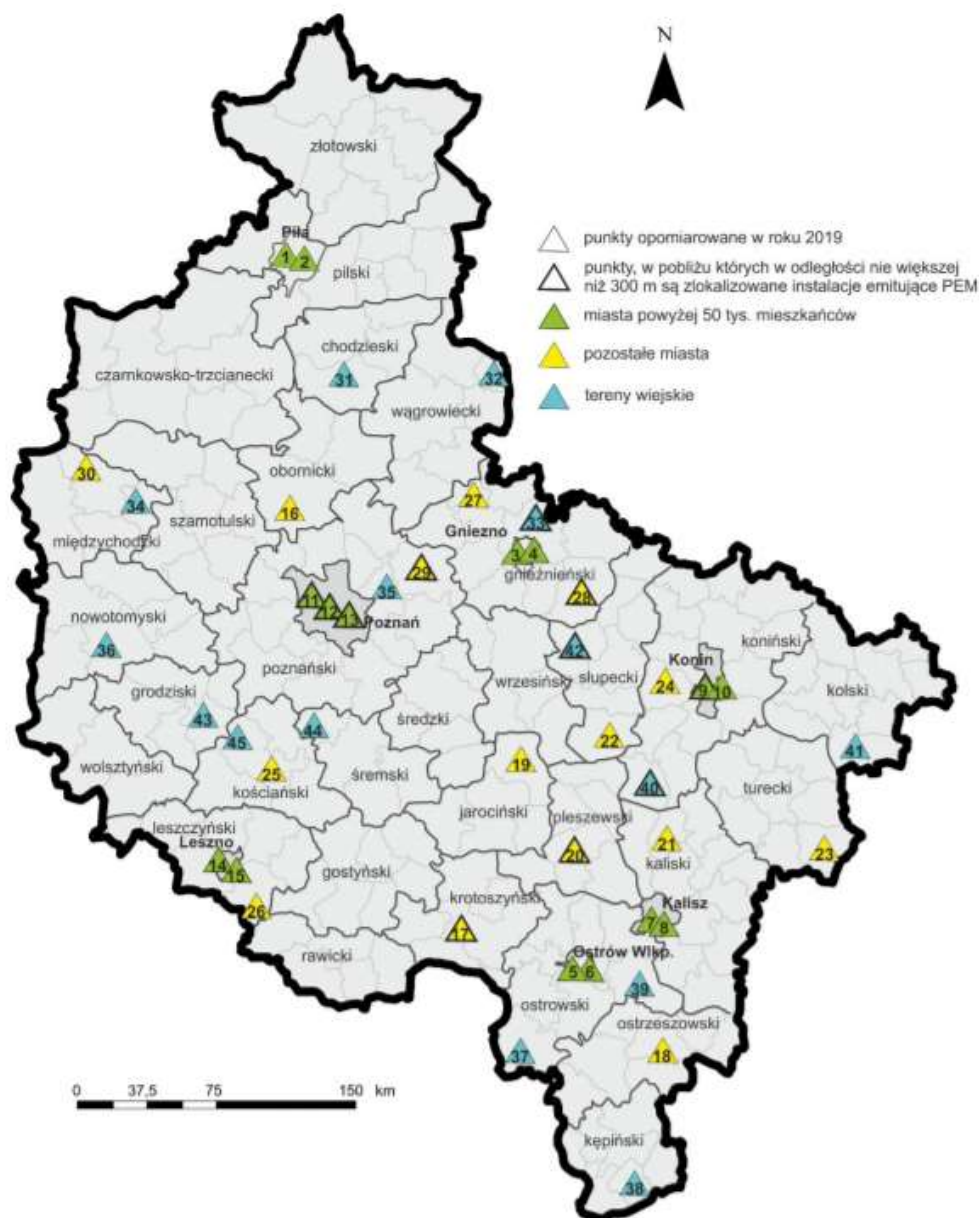 N
złotowski
Piła
1
2
pilski
punkty opomiarowane w roku 2019
punkty, w pobliżu których w odległości nie większej
niż 300 m są zlokalizowane instalacje emitujące PEM
miasta powyżej 50 tys. mieszkańców
pozostałe miasta
tereny wiejskie
chodzieski
czarnkowsko-trzcianecki
31
32
wągrowiecki
obornicki
30
27
34
szamotulski
16
33
Gniezno
międzychodzki
3
4
gnieźnieński
29
35
28
11
12
13
Poznań
nowotomyski
36
koniński
42
Konin
poznański
wrzesiński
słupecki
24
9
10
kolski
grodziski
średzki
43
45
44
22
41
wolsztyński
25
kościański
śremski
19
40
turecki
jarociński
pleszewski
leszczyński
Leszno
21
kaliski
20
23
14
15
gostyński
26
krotoszyński
Kalisz
7
8
17
rawicki
Ostrów Wlkp.
5
6
39
ostrowski
ostrzeszowski
37
18
0
37,5
75
150
km
kępiński
38